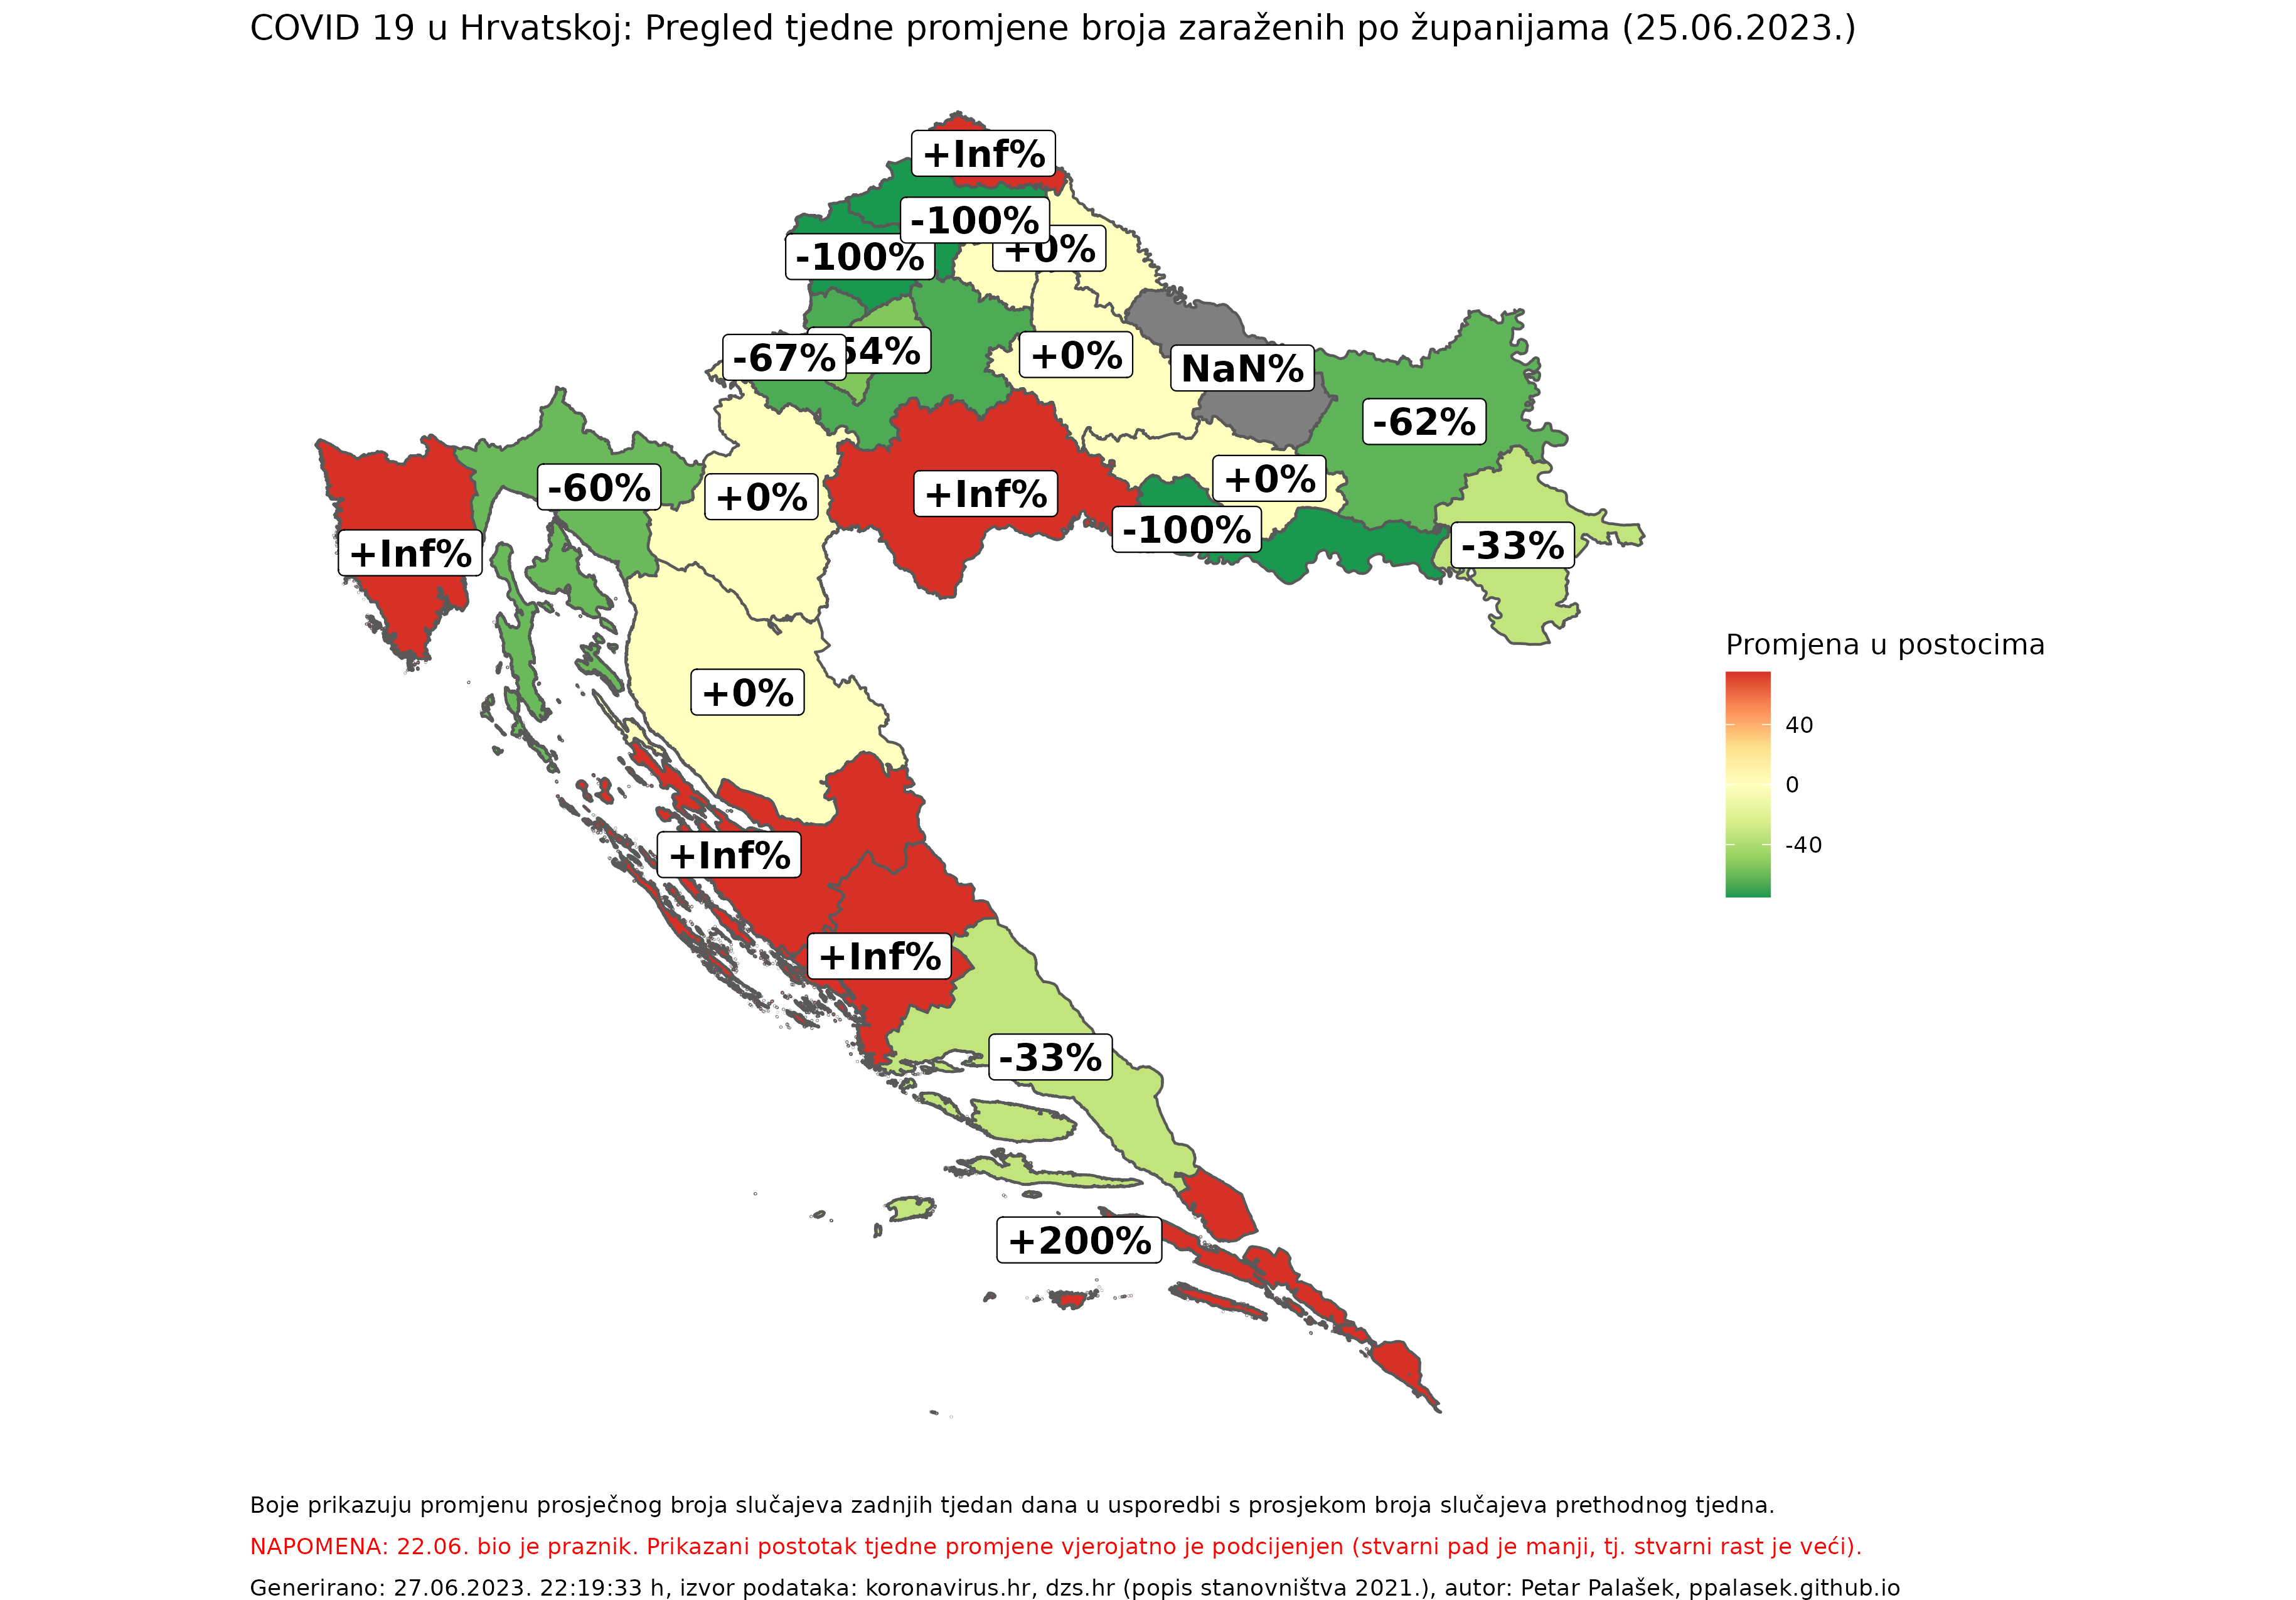 COVID 19 u Hrvatskoj: Pregled tjedne promjene broja zaraženih po županijama (25.06.2023.)
+Inf%
-100%
+0%
-100%
-67%
54%
+0%
NaN%
-62%
-60%
+0%
+Inf%
+0%
-100%
-33%
+Inf%
Promjena u postocima
40
0
-40
+0%
+Inf%
+Inf%
-33%
+200%
Boje prikazuju promjenu prosječnog broja slučajeva zadnjih tjedan dana u usporedbi s prosjekom broja slučajeva prethodnog tjedna.
NAPOMENA: 22.06. bio je praznik. Prikazani postotak tjedne promjene vjerojatno je podcijenjen (stvarni pad je manji, tj. stvarni rast je veći).
Generirano: 27.06.2023. 22:19:33 h, izvor podataka: koronavirus.hr, dzs.hr (popis stanovništva 2021.), autor: Petar Palašek, ppalasek.github.io